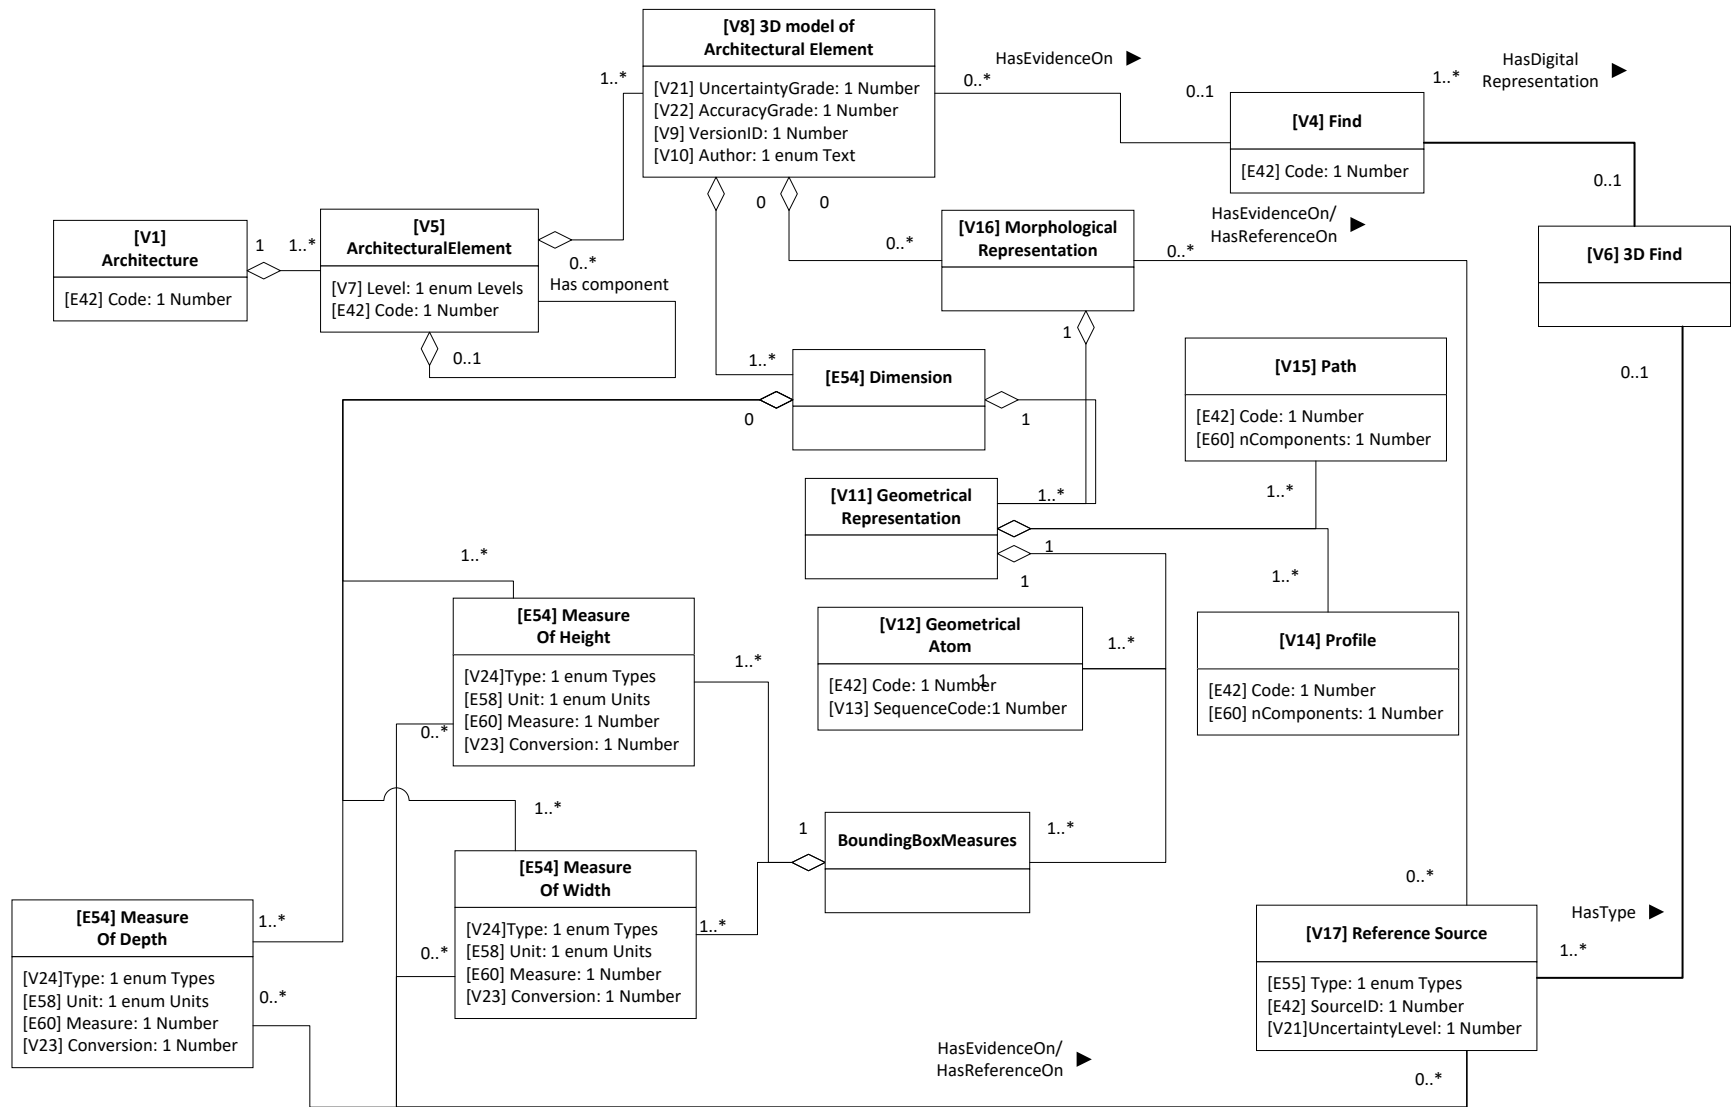 [V8] 3D model of
Architectural Element
[V21] UncertaintyGrade: 1 Number
[V22] AccuracyGrade: 1 Number
[V9] VersionID: 1 Number
[V10] Author: 1 enum Text
1..*
0..*
HasEvidenceOn ►
0..1
1..*
HasDigital
Representation ►
[V4] Find
[E42] Code: 1 Number
0..1
0
0
[V1]
Architecture
[E42] Code: 1 Number
1
1..*
[V5]
ArchitecturalElement
[V7] Level: 1 enum Levels
[E42] Code: 1 Number
0..*
Has component
0..1
0..*
[V16] Morphological
Representation
0..*
HasEvidenceOn/
HasReferenceOn ►
[V6] 3D Find
0..1
1
1..*
[E54] Dimension
0
1
[V15] Path
[E42] Code: 1 Number
[E60] nComponents: 1 Number
1..*
[V11] Geometrical
Representation
1..*
1
1
1..*
1..*
[E54] Measure
Of Height
[V24]Type: 1 enum Types
[E58] Unit: 1 enum Units
[E60] Measure: 1 Number
[V23] Conversion: 1 Number
1..*
0..*
[V12] Geometrical
Atom
[E42] Code: 1 Number
[V13] SequenceCode:1 Number
1
1..*
[V14] Profile
[E42] Code: 1 Number
[E60] nComponents: 1 Number
1..*
1
BoundingBoxMeasures
1..*
[E54] Measure
Of Width
[V24]Type: 1 enum Types
[E58] Unit: 1 enum Units
[E60] Measure: 1 Number
[V23] Conversion: 1 Number
1..*
0..*
[E54] Measure
Of Depth
[V24]Type: 1 enum Types
[E58] Unit: 1 enum Units
[E60] Measure: 1 Number
[V23] Conversion: 1 Number
1..*
0..*
0..*
[V17] Reference Source
[E55] Type: 1 enum Types
[E42] SourceID: 1 Number
[V21]UncertaintyLevel: 1 Number
HasType ►
1..*
HasEvidenceOn/
HasReferenceOn ►
0..*